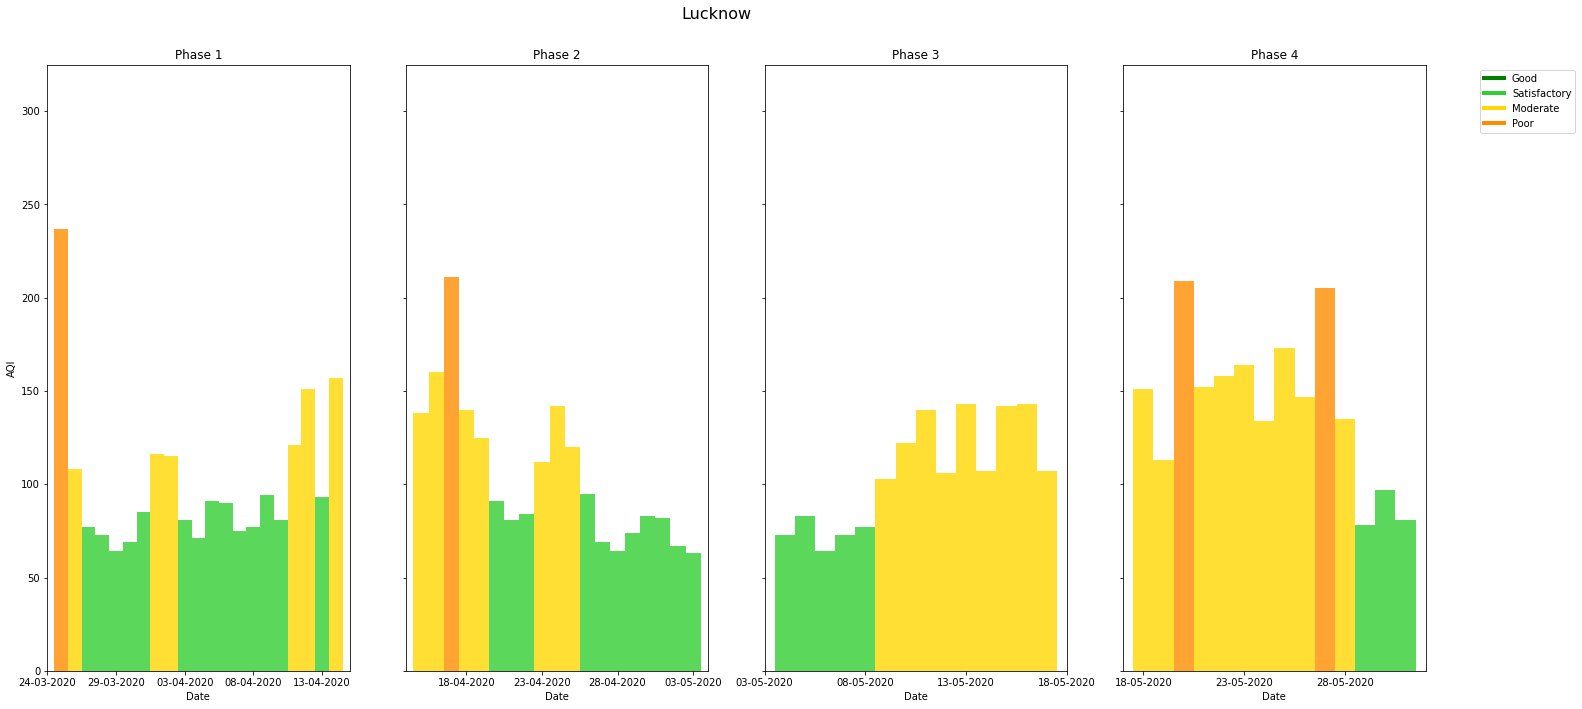 Lucknow
Phase 1
Phase 2
Phase 3
Phase 4
Good
Satisfactory
Moderate
Poor
300
250
200
150
100
50
0
AQI
24-03-2020 29-03-2020 03-04-2020 08-04-2020 13-04-2020
18-04-2020 23-04-2020 28-04-2020 03-05-2020
03-05-2020 08-05-2020 13-05-2020 18-05-2020
18-05-2020 23-05-2020 28-05-2020
Date
Date
Date
Date